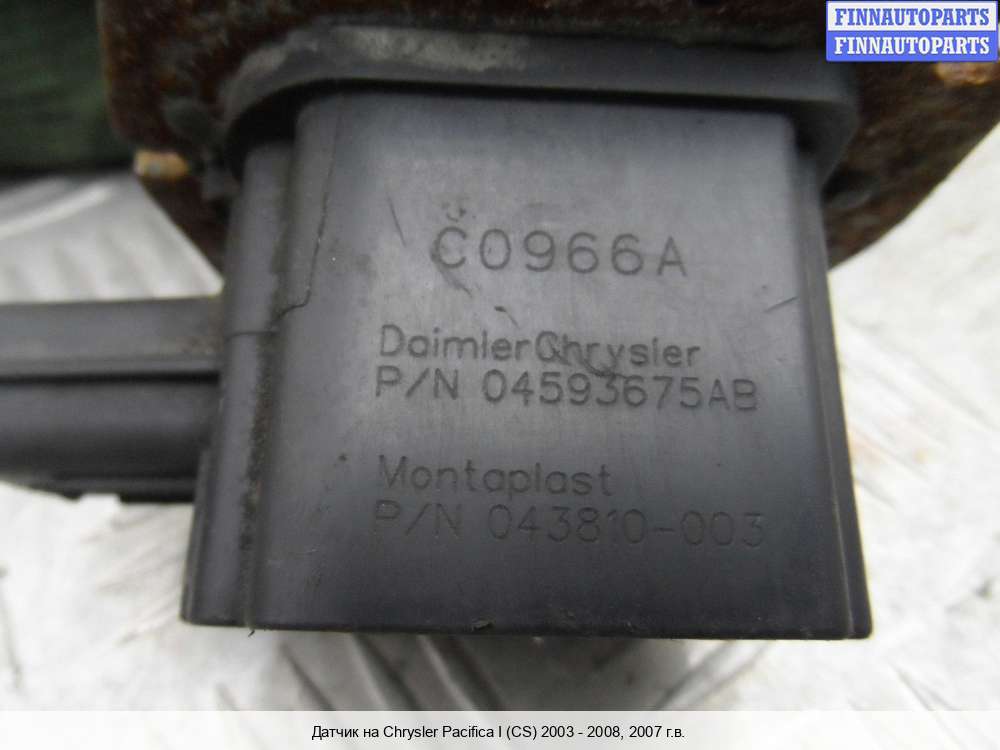 FINNAUTOPARTS
FINNAUTOPARTS
C0966A
DaimlerChrysler
P/N 04593675AB
Montaplast
P/N 043810-003
Датчик на Chrysler Pacifica I (CS) 2003 - 2008, 2007 г.в.